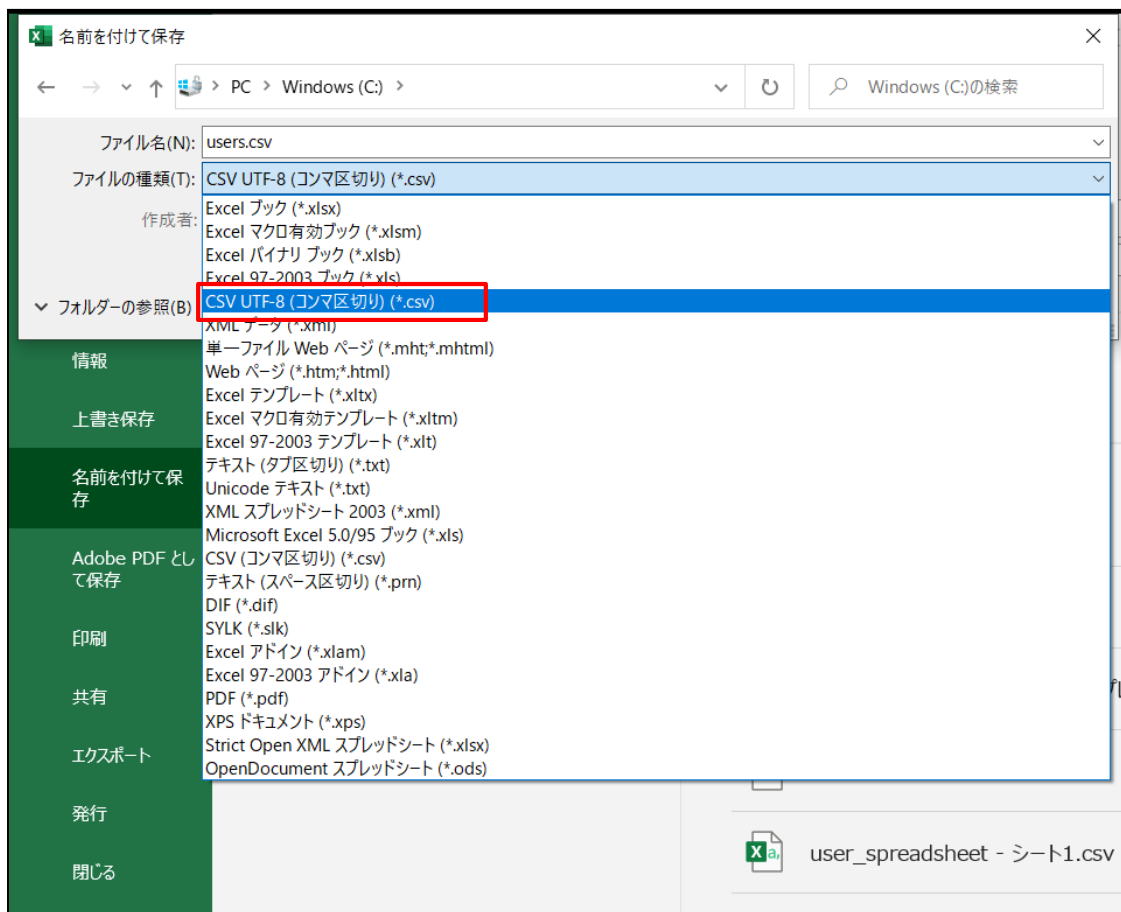 名前を付けて保存
PC > Windows (C:) >
Windows (C:)の検索
ファイル名(N): users.csv
ファイルの種類(T): CSV UTF-8 (コンマ区切り) (*.csv)
作成者:
フォルダーの参照(B)
Excel ブック (*.xlsx)
Excel マクロ有効ブック (*.xlsm)
Excel バイナリ ブック (*.xlsb)
Excel 97-2003 ブック (*.xls)
CSV UTF-8 (コンマ区切り) (*.csv)
XML データ (*.xml)
単一ファイル Web ページ (*.mht;*.mhtml)
Web ページ (*.htm;*.html)
Excel テンプレート (*.xltx)
Excel マクロ有効テンプレート (*.xltm)
Excel 97-2003 テンプレート (*.xlt)
テキスト (タブ区切り) (*.txt)
Unicode テキスト (*.txt)
XML スプレッドシート 2003 (*.xml)
Microsoft Excel 5.0/95 ブック (*.xls)
CSV (コンマ区切り) (*.csv)
テキスト (スペース区切り) (*.prn)
DIF (*.dif)
SYLK (*.slk)
Excel アドイン (*.xlam)
Excel 97-2003 アドイン (*.xla)
PDF (*.pdf)
XPS ドキュメント (*.xps)
Strict Open XML スプレッドシート (*.xlsx)
OpenDocument スプレッドシート (*.ods)
情報
上書き保存
名前を付けて保
存
Adobe PDF とし
て保存
印刷
共有
エクスポート
発行
閉じる
user_spreadsheet - シート1.csv